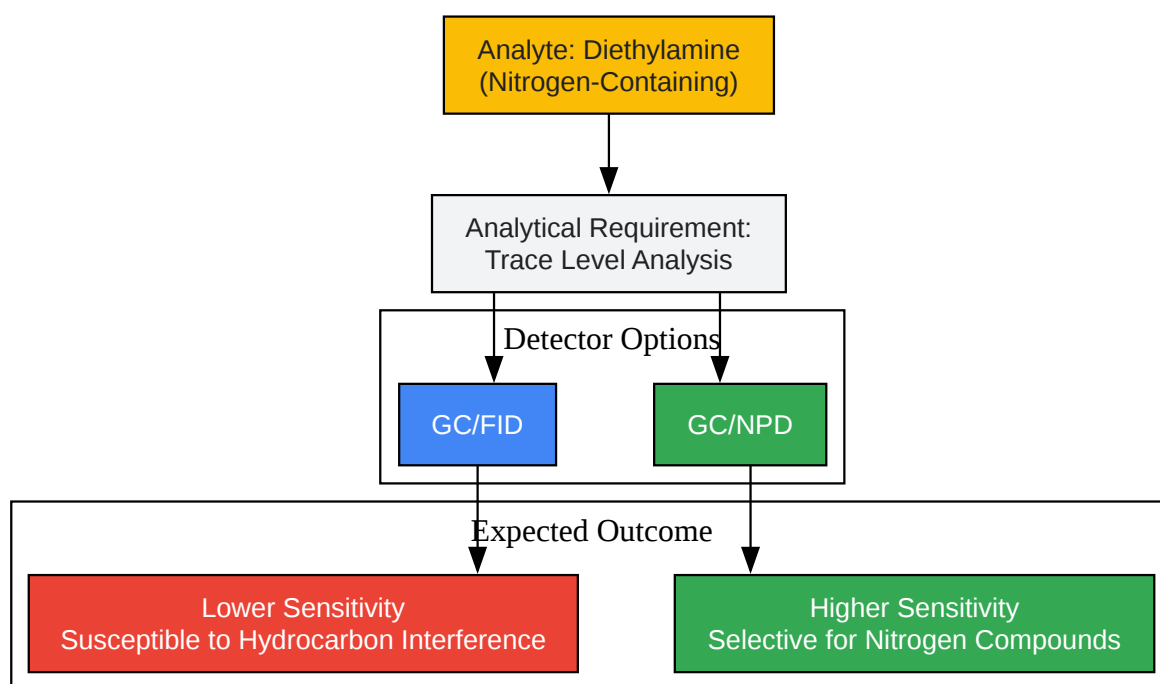 Analyte: Diethylamine
(Nitrogen-Containing)
Analytical Requirement:
Trace Level Analysis
Detector Options
GC/FID
GC/NPD
Expected Outcome
Lower Sensitivity
Susceptible to Hydrocarbon Interference
Higher Sensitivity
Selective for Nitrogen Compounds